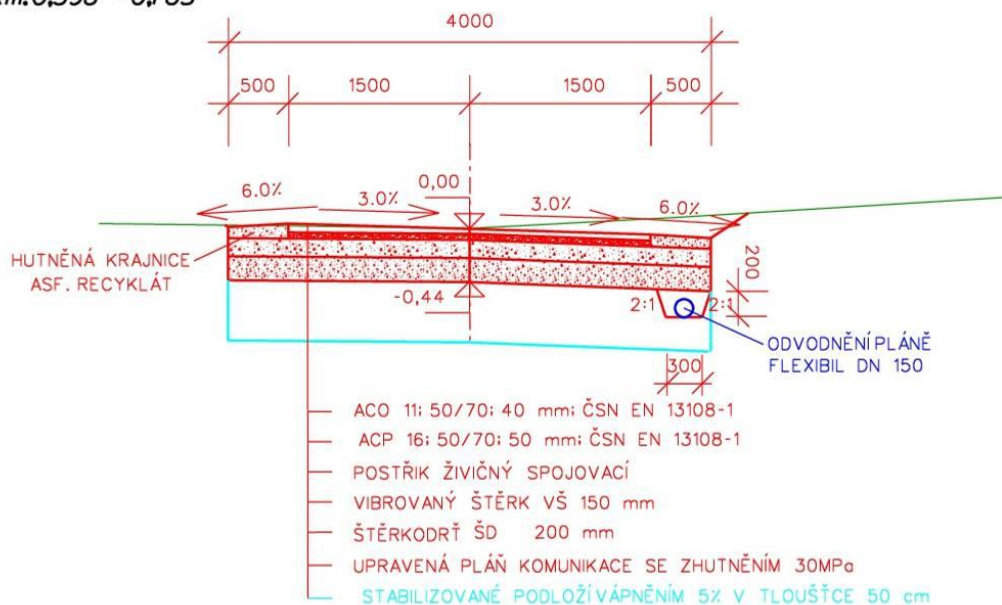 4000
500 1500 1500 500
6.0% 3.0% 0,00 3.0% 6.0%
HUTNĚNÁ KRAJNICE
ASF. RECYKLÁT
200
-0,44
2:1 2:1
ODVODNĚNÍ PLÁNĚ
FLEXIBIL DN 150
300
ACO 11; 50/70; 40 mm; ČSN EN 13108-1
ACP 16; 50/70; 50 mm; ČSN EN 13108-1
POSTŘIK ŽIVIČNÝ SPOJOVACÍ
VIBROVANÝ ŠTĚRK VŠ 150 mm
ŠTĚRKODRŤ ŠD 200 mm
UPRAVENÁ PLÁŇ KOMUNIKACE SE ZHUTNĚNÍM 30MPa
STABILIZOVANÉ PODLOŽÍ VÁPNĚNÍM 5% V TLOUŠŤCE 50 cm